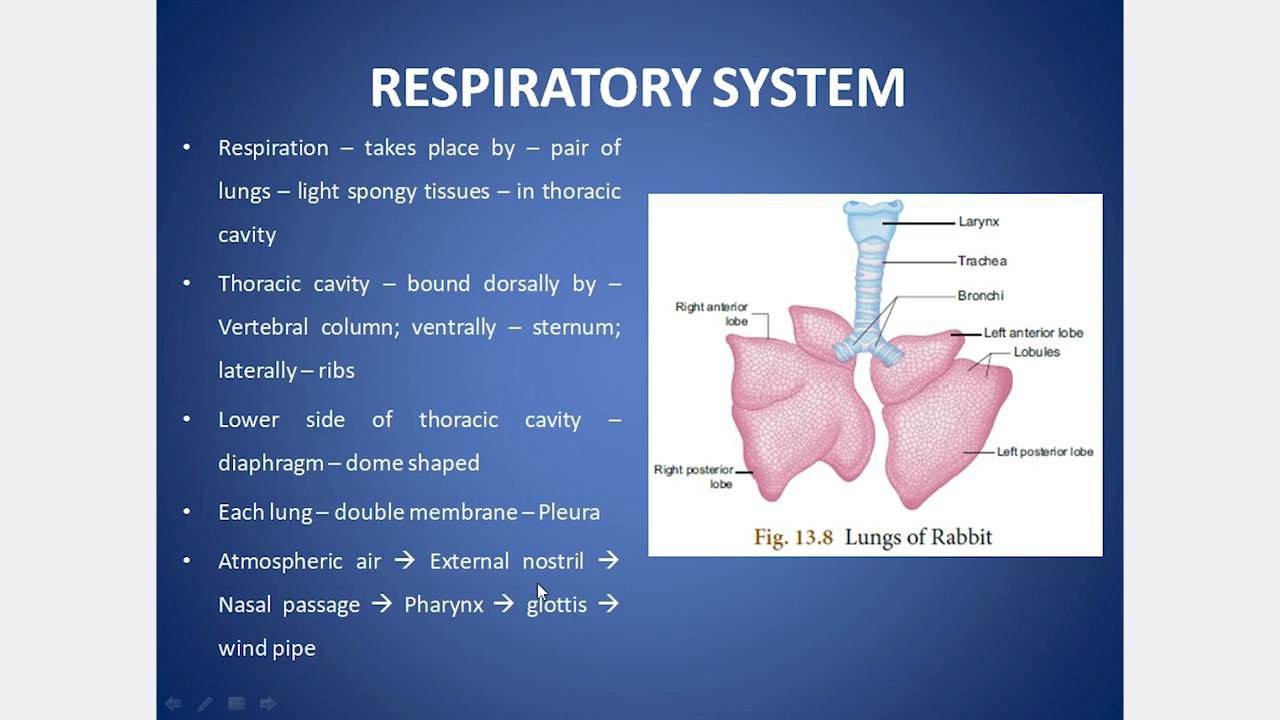 RESPIRATORY SYSTEM
• Respiration – takes place by – pair of
lungs – light spongy tissues – in thoracic
cavity
• Thoracic cavity – bound dorsally by –
Vertebral column; ventrally – sternum;
laterally – ribs
• Lower side of thoracic cavity –
diaphragm – dome shaped
• Each lung – double membrane – Pleura
• Atmospheric air → External nostril →
Nasal passage → Pharynx → glottis →
wind pipe
Larynx
Trachea
Bronchi
Right anterior
lobe
Left anterior lobe
Lobules
Left posterior lobe
Right posterior
lobe
Fig. 13.8 Lungs of Rabbit